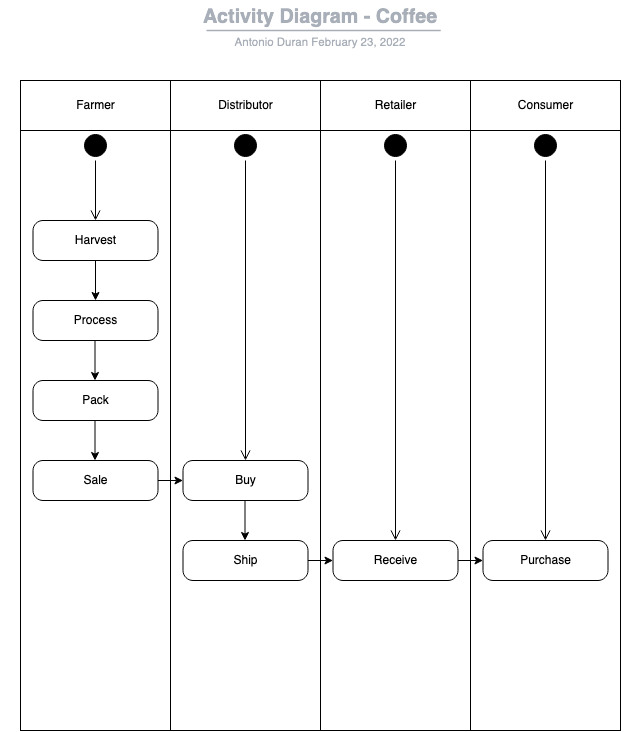 Activity Diagram - Coffee
Antonio Duran February 23, 2022
Farmer
Distributor
Retailer
Consumer
Harvest
Process
Pack
Sale
Buy
Ship
Receive
Purchase